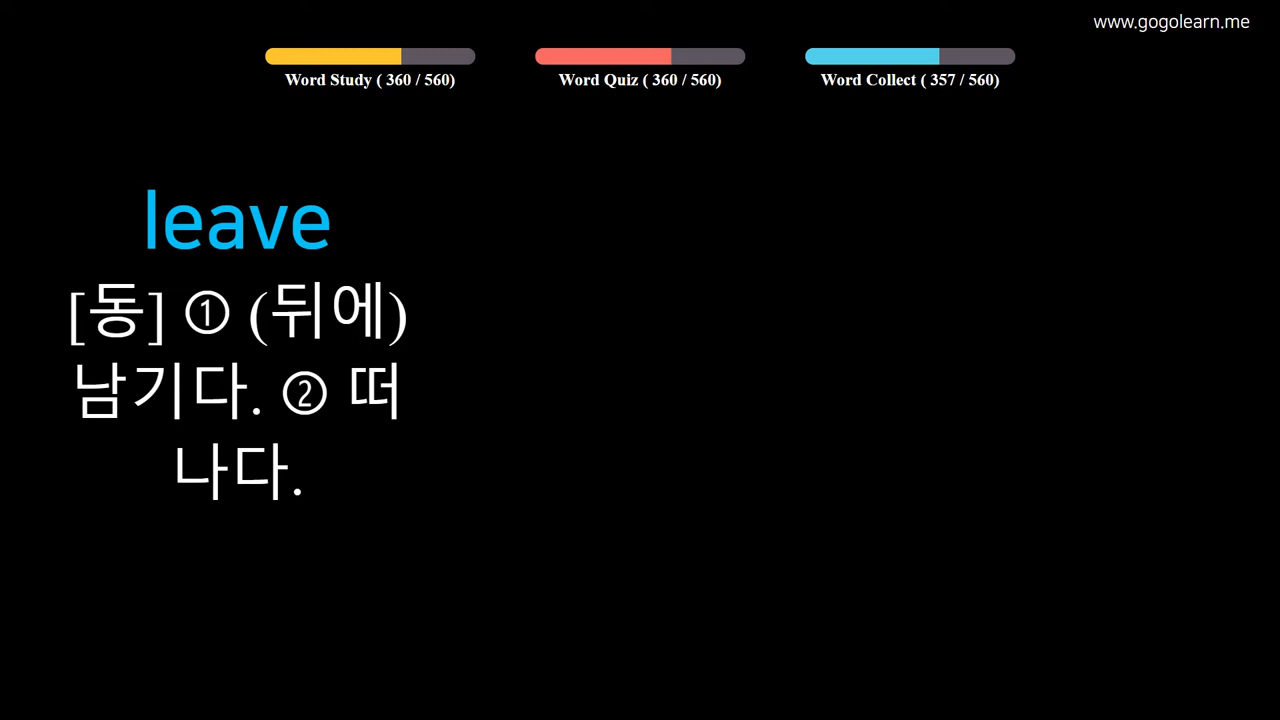 www.gogolearn.me
Word Study ( 360 / 560)
Word Quiz ( 360 / 560)
Word Collect ( 357 / 560)
leave
[동] ① (뒤에)
남기다. ② 떠
나다.